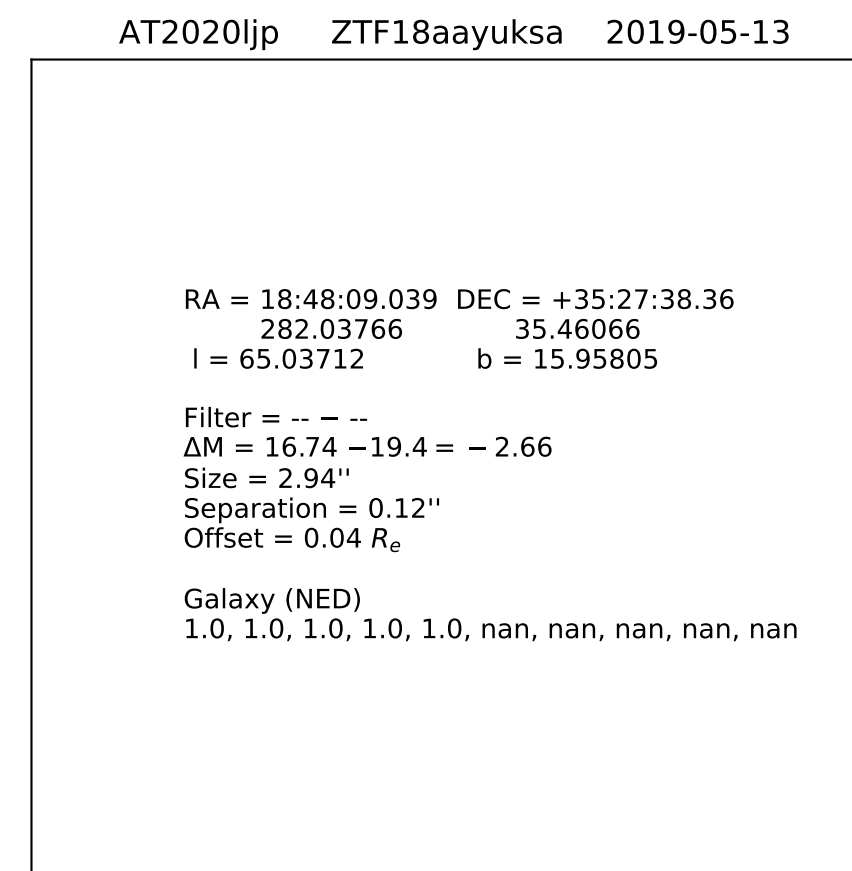 AT2020ljp ZTF18aayuksa 2019-05-13
RA = 18:48:09.039 DEC = +35:27:38.36
282.03766 35.46066
l = 65.03712 b = 15.95805
Filter = -- − --
ΔM = 16.74 −19.4 = − 2.66
Size = 2.94''
Separation = 0.12''
Offset = 0.04 Rₑ
Galaxy (NED)
1.0, 1.0, 1.0, 1.0, 1.0, nan, nan, nan, nan, nan